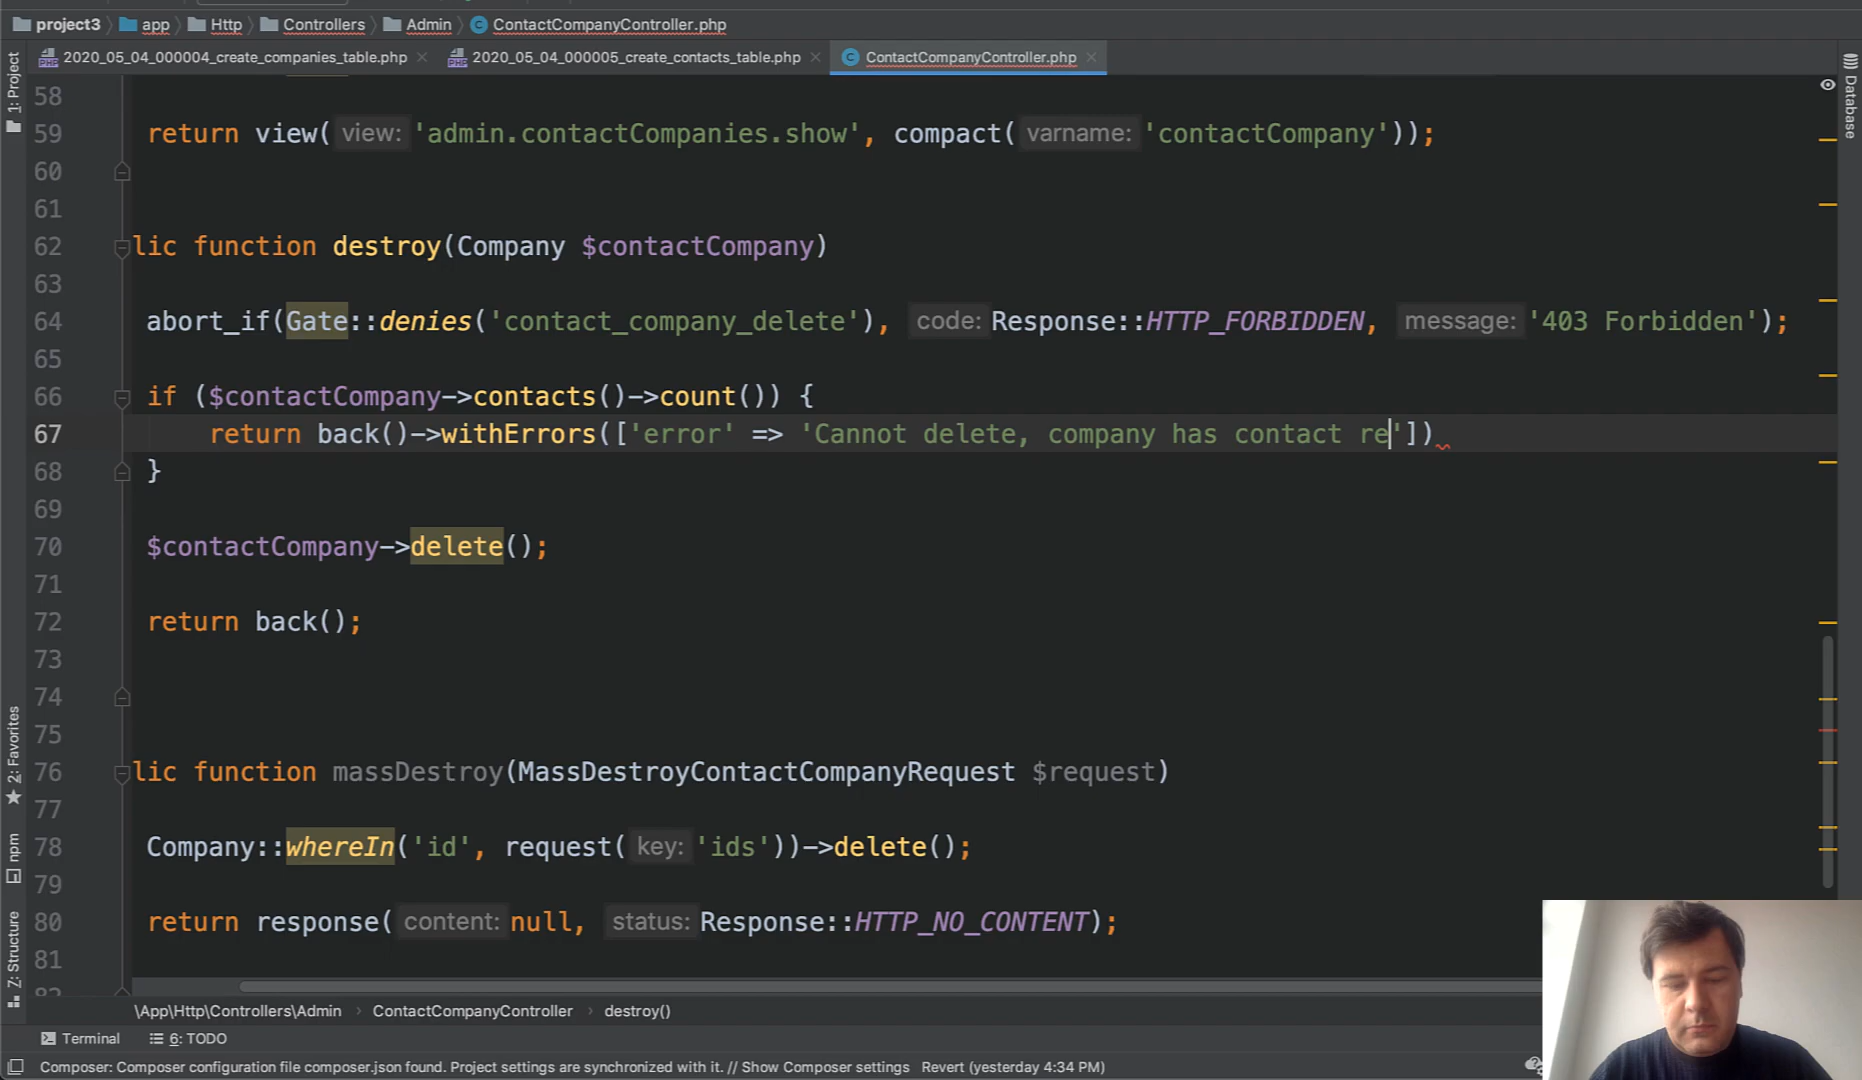 project3 app Http Controllers Admin ContactCompanyController.php
2020_05_04_000004_create_companies_table.php 2020_05_04_000005_create_contacts_table.php ContactCompanyController.php
1: Project
Database
58
59 return view( view: 'admin.contactCompanies.show', compact( varname: 'contactCompany'));
60
61
62 lic function destroy(Company $contactCompany)
63
64 abort_if(Gate::denies('contact_company_delete'), code: Response::HTTP_FORBIDDEN, message: '403 Forbidden');
65
66 if ($contactCompany->contacts()->count()) {
67 return back()->withErrors(['error' => 'Cannot delete, company has contact re'])
68 }
69
70 $contactCompany->delete();
71
72 return back();
73
74
75
76 lic function massDestroy(MassDestroyContactCompanyRequest $request)
77
78 Company::whereIn('id', request( key: 'ids'))->delete();
79
80 return response( content: null, status: Response::HTTP_NO_CONTENT);
81
2: Favorites
npm
Z: Structure
\App\Http\Controllers\Admin ContactCompanyController destroy()
Terminal 6: TODO
Composer: Composer configuration file composer.json found. Project settings are synchronized with it. // Show Composer settings Revert (yesterday 4:34 PM)